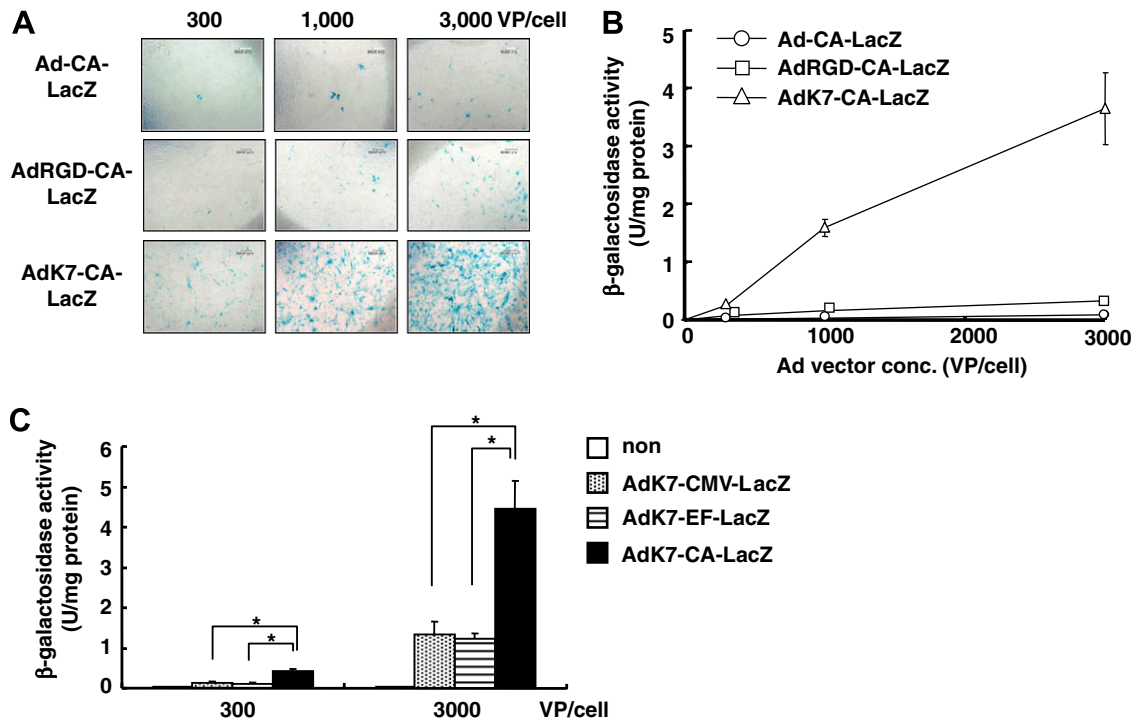 A
300 1,000 3,000 VP/cell
Ad-CA-
LacZ
AdRGD-CA-
LacZ
AdK7-CA-
LacZ
B
5
4
3
2
1
0
β-galactosidase activity
(U/mg protein)
Ad-CA-LacZ
AdRGD-CA-LacZ
AdK7-CA-LacZ
0 1000 2000 3000
Ad vector conc. (VP/cell)
C
6
5
4
3
2
1
0
β-galactosidase activity
(U/mg protein)
*
*
*
*
300 3000 VP/cell
non
AdK7-CMV-LacZ
AdK7-EF-LacZ
AdK7-CA-LacZ